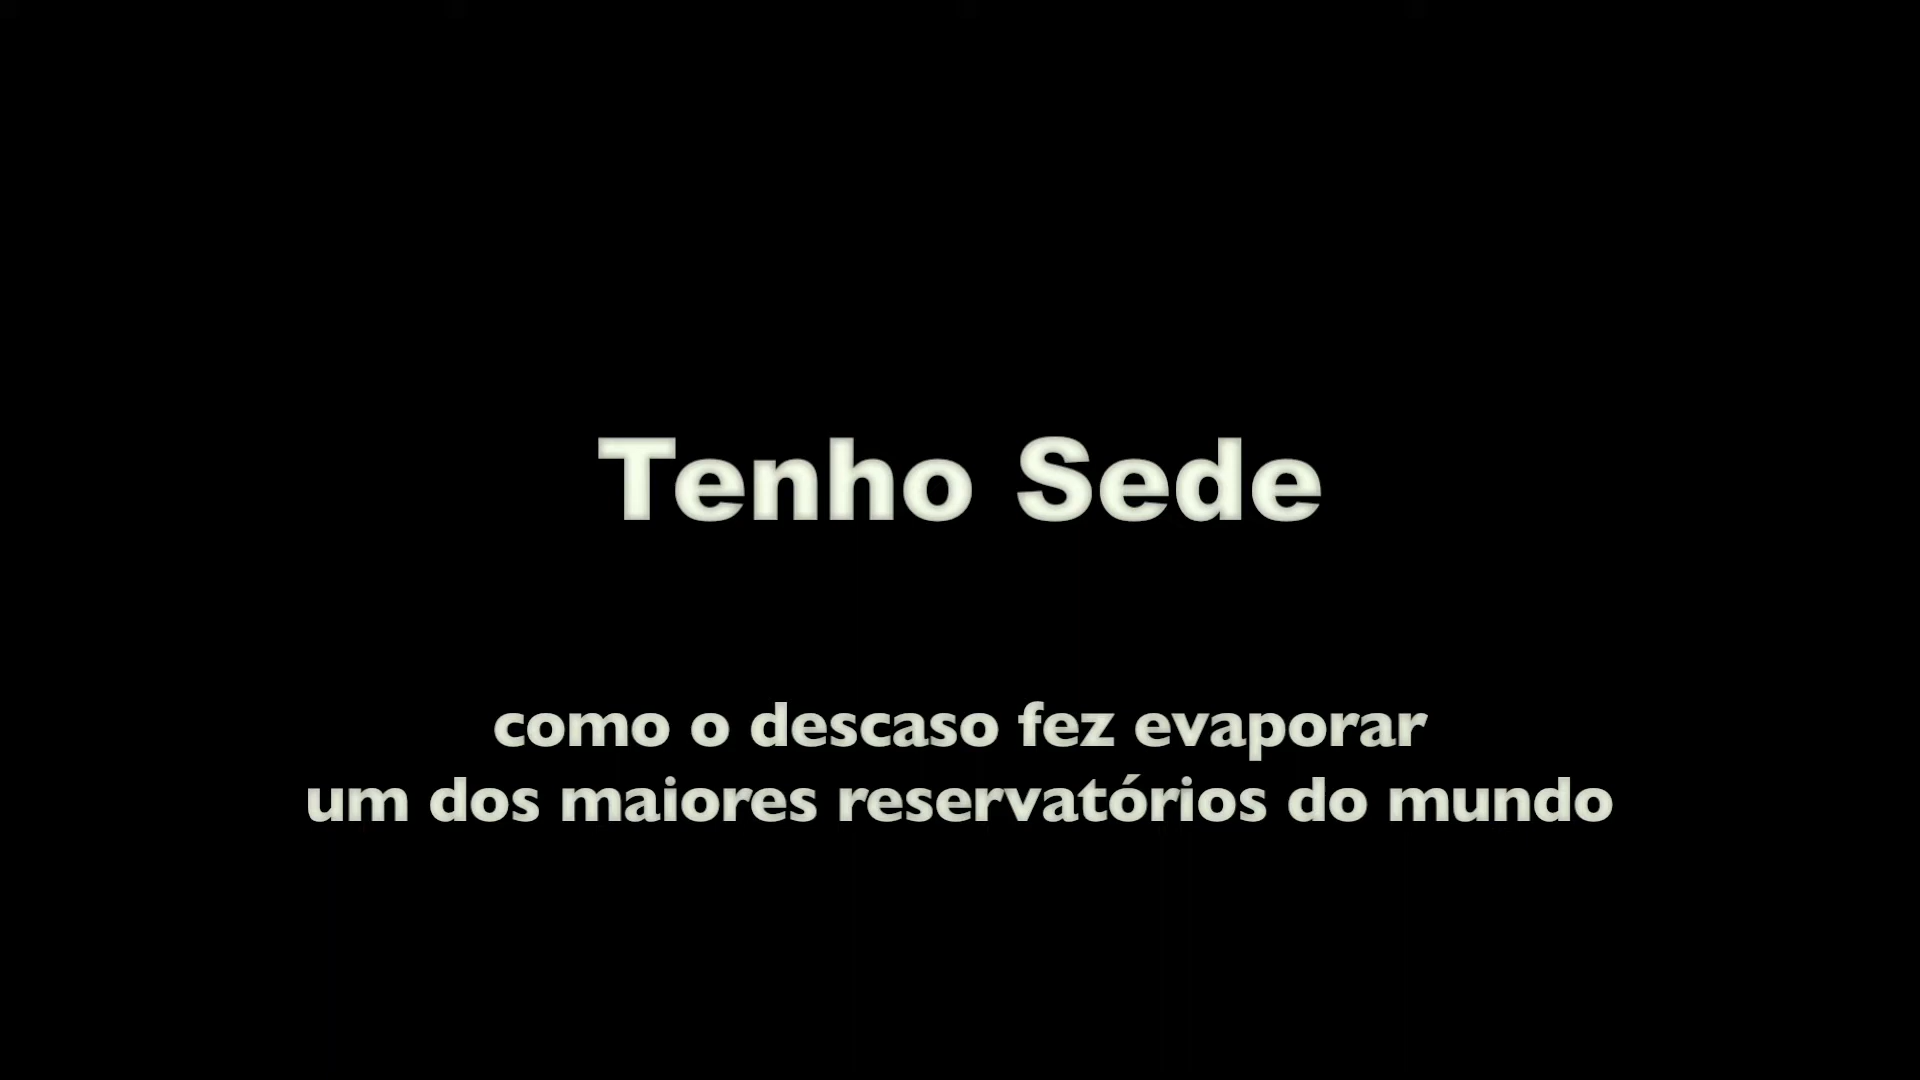 Tenho Sede
como o descaso fez evaporar
um dos maiores reservatórios do mundo